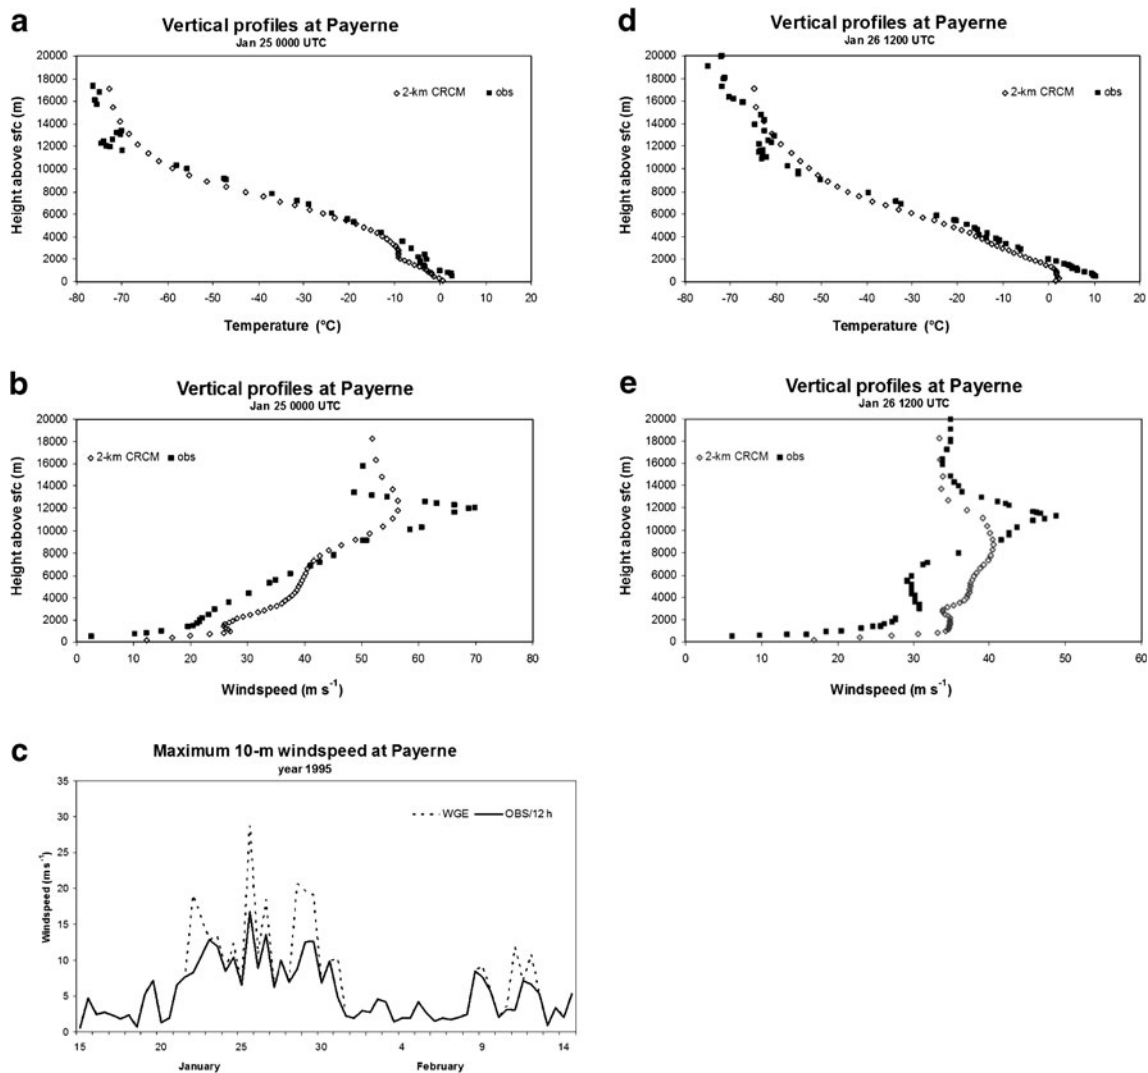 a
Vertical profiles at Payerne
Jan 25 0000 UTC
20000
18000
16000
14000
12000
10000
8000
6000
4000
2000
0
Height above sfc (m)
2-km CRCM obs
-80 -70 -60 -50 -40 -30 -20 -10 0 10 20
Temperature (°C)
d
Vertical profiles at Payerne
Jan 26 1200 UTC
20000
18000
16000
14000
12000
10000
8000
6000
4000
2000
0
Height above sfc (m)
2-km CRCM obs
-80 -70 -60 -50 -40 -30 -20 -10 0 10 20
Temperature (°C)
b
Vertical profiles at Payerne
Jan 25 0000 UTC
20000
18000
16000
14000
12000
10000
8000
6000
4000
2000
0
Height above sfc (m)
2-km CRCM obs
0 10 20 30 40 50 60 70 80
Windspeed (m s-1)
e
Vertical profiles at Payerne
Jan 26 1200 UTC
20000
18000
16000
14000
12000
10000
8000
6000
4000
2000
0
Height above sfc (m)
2-km CRCM obs
0 10 20 30 40 50 60
Windspeed (m s-1)
c
Maximum 10-m windspeed at Payerne
year 1995
35
30
25
20
15
10
5
0
Windspeed (m s-1)
WGE OBS/12 h
15 20 25 30 4 9 14
January February